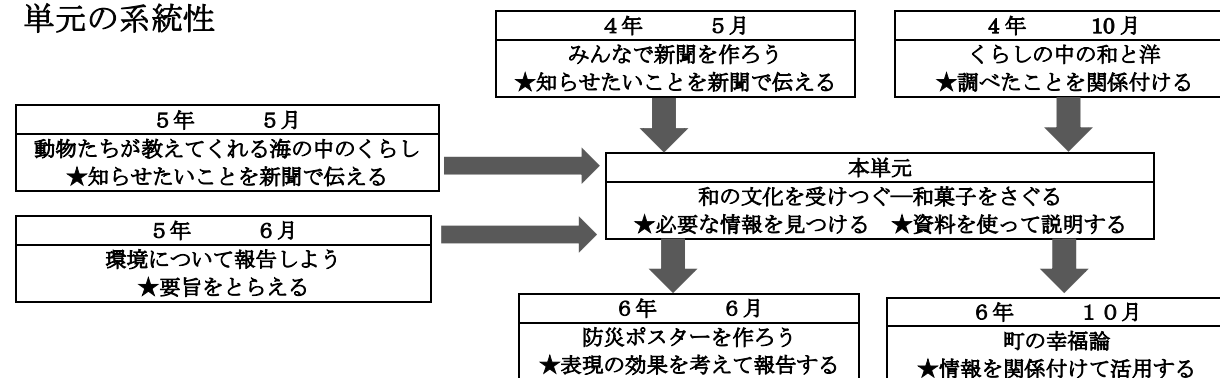 単元の系統性
４年　　　５月
みんなで新聞を作ろう
★知らせたいことを新聞で伝える
４年　　　10月
くらしの中の和と洋
★調べたことを関係付ける
５年　　　５月
動物たちが教えてくれる海の中のくらし
★知らせたいことを新聞で伝える
５年　　　６月
環境について報告しよう
★要旨をとらえる
本単元
和の文化を受けつぐ―和菓子をさぐる
★必要な情報を見つける　★資料を使って説明する
６年　　　６月
防災ポスターを作ろう
★表現の効果を考えて報告する
６年　　　１０月
町の幸福論
★情報を関係付けて活用する